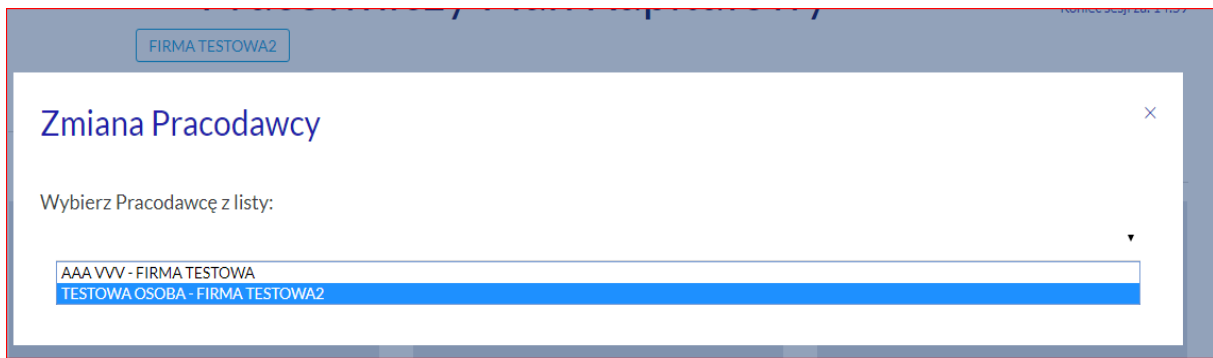 FIRMA TESTOWA2
Zmiana Pracodawcy
×
Wybierz Pracodawcę z listy:
AAA VVV - FIRMA TESTOWA
TESTOWA OSOBA - FIRMA TESTOWA2